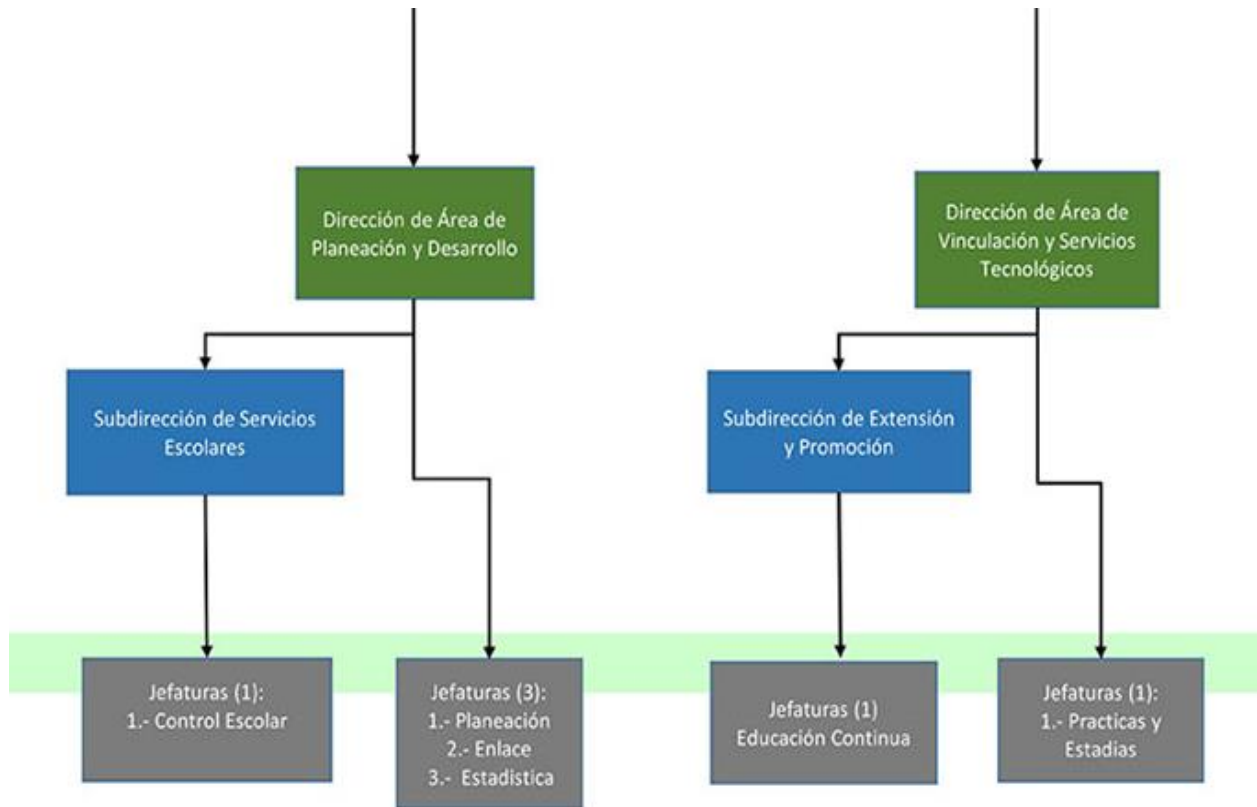 Dirección de Área de
Planeación y Desarrollo
Dirección de Área de
Vinculación y Servicios
Tecnológicos
Subdirección de Servicios
Escolares
Subdirección de Extensión
y Promoción
Jefaturas (1):
1.- Control Escolar
Jefaturas (3):
1.- Planeación
2.- Enlace
3.- Estadistica
Jefaturas (1)
Educación Continua
Jefaturas (1):
1.- Practicas y
Estadías